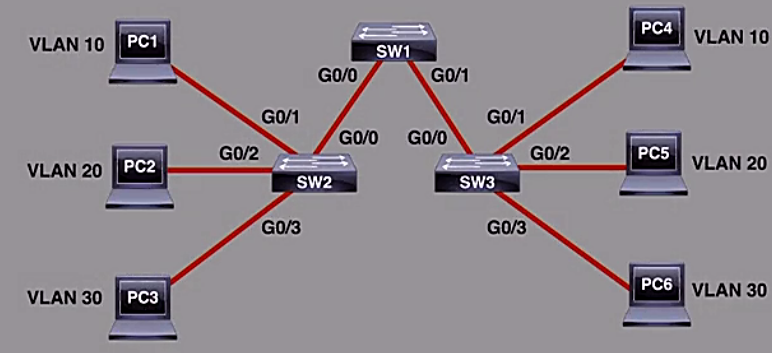 VLAN 10
PC1
SW1
PC4
VLAN 10
G0/0
G0/1
G0/1
G0/0
G0/0
G0/1
VLAN 20
PC2
G0/2
SW2
SW3
G0/2
PC5
VLAN 20
G0/3
G0/3
VLAN 30
PC3
PC6
VLAN 30